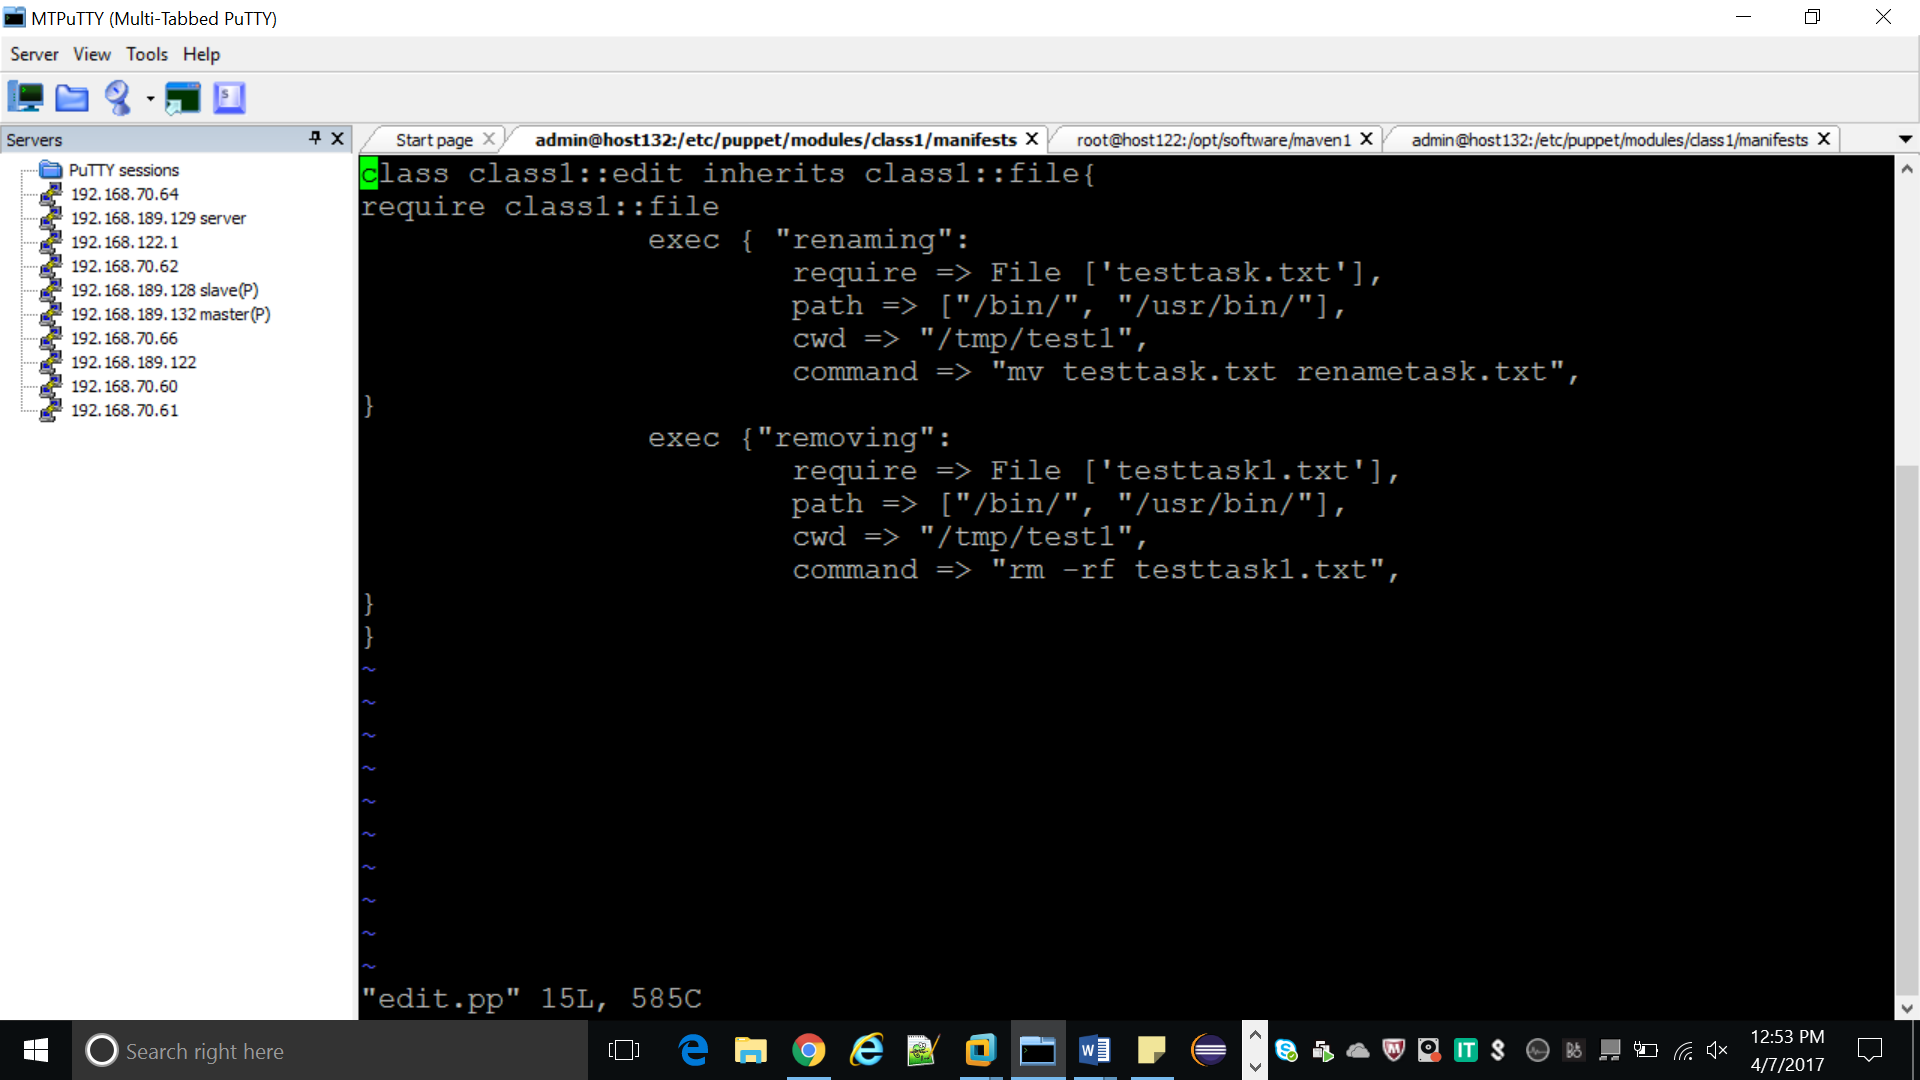 MTPuTTY (Multi-Tabbed PuTTY)
Server View Tools Help
Servers
Start page
admin@host132:/etc/puppet/modules/class1/manifests
root@host122:/opt/software/maven1
admin@host132:/etc/puppet/modules/class1/manifests
PuTTY sessions
192.168.70.64
192.168.189.129 server
192.168.122.1
192.168.70.62
192.168.189.128 slave(P)
192.168.189.132 master(P)
192.168.70.66
192.168.189.122
192.168.70.60
192.168.70.61
class class1::edit inherits class1::file{
require class1::file
exec { "renaming":
require => File ['testtask.txt'],
path => ["/bin/", "/usr/bin/"],
cwd => "/tmp/test1",
command => "mv testtask.txt renametask.txt",
}
exec {"removing":
require => File ['testtask1.txt'],
path => ["/bin/", "/usr/bin/"],
cwd => "/tmp/test1",
command => "rm -rf testtask1.txt",
}
}
~
~
~
~
~
~
~
~
~
~
"edit.pp" 15L, 585C
Search right here
12:53 PM
4/7/2017